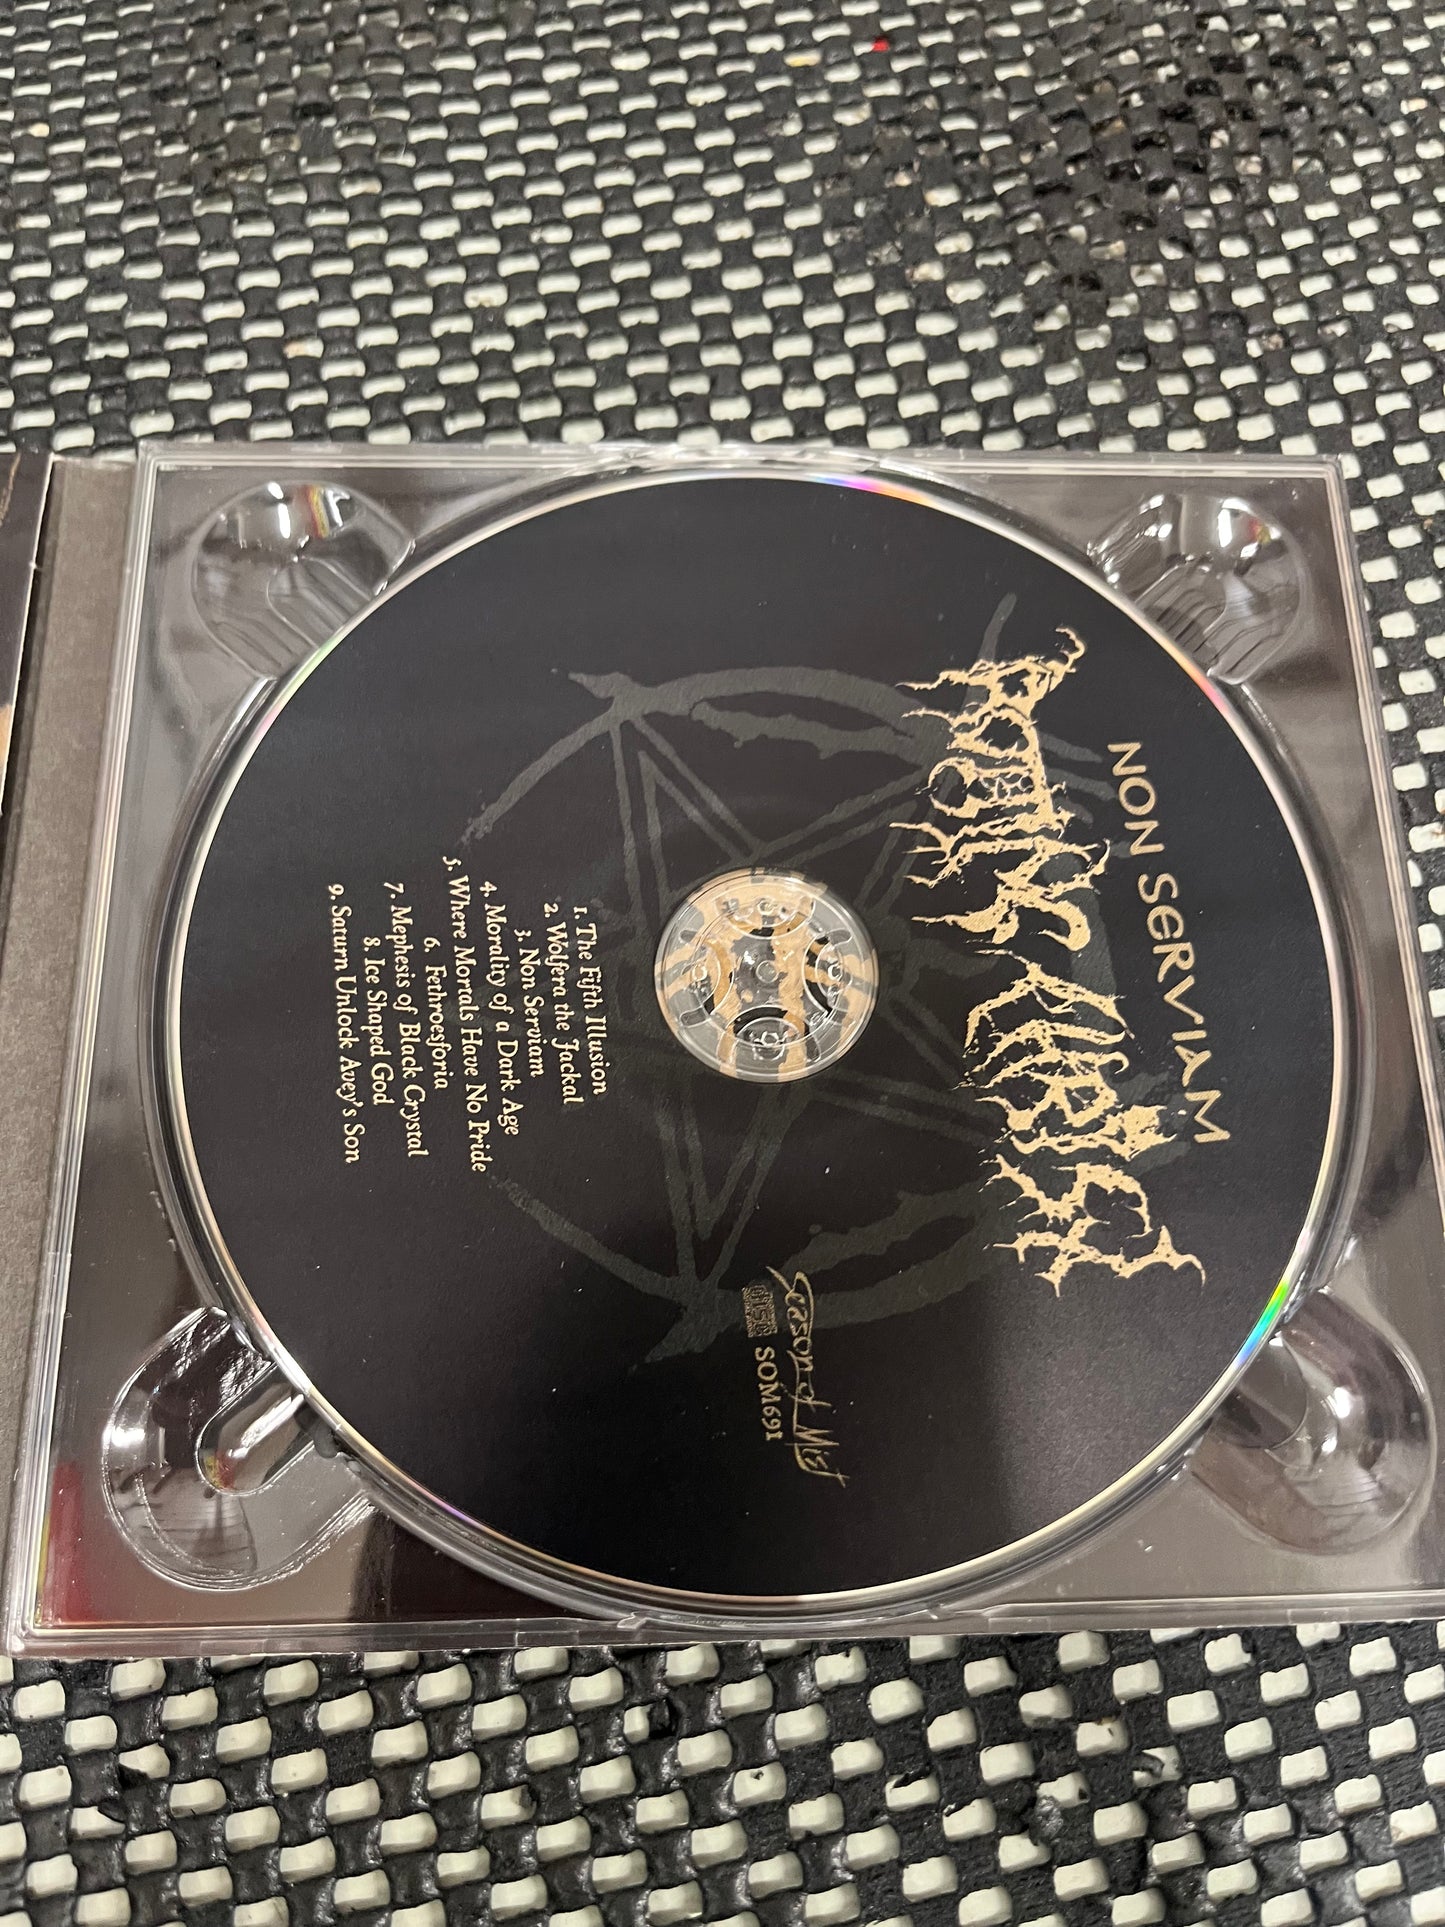 NON SERVIAM
ROTTING CHRIST
1. The Fifth Illusion
2. Wolfera the Jackal
3. Non Serviam
4. Morality of a Dark Age
5. Where Mortals Have No Pride
6. Fethroesforia
7. Mephesis of Black Crystal
8. Ice Shaped God
9. Saturn Unlock Avey's Son
Season of Mist
SOM691